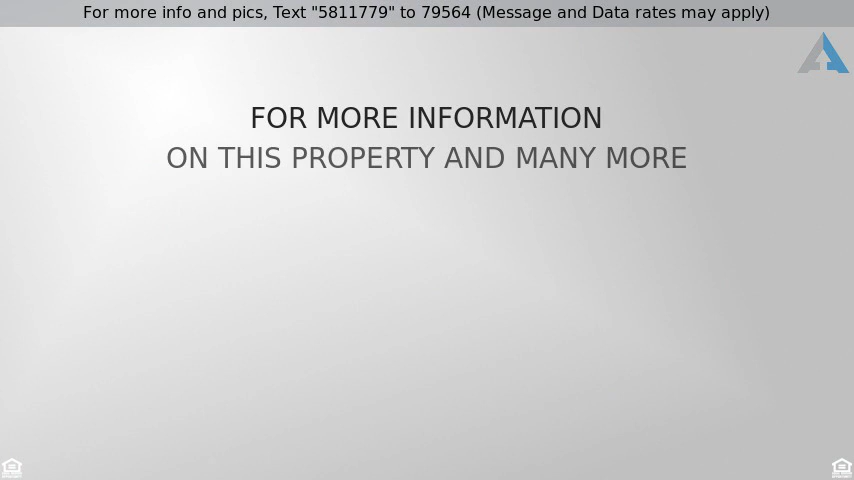 For more info and pics, Text "5811779" to 79564 (Message and Data rates may apply)
FOR MORE INFORMATION
ON THIS PROPERTY AND MANY MORE